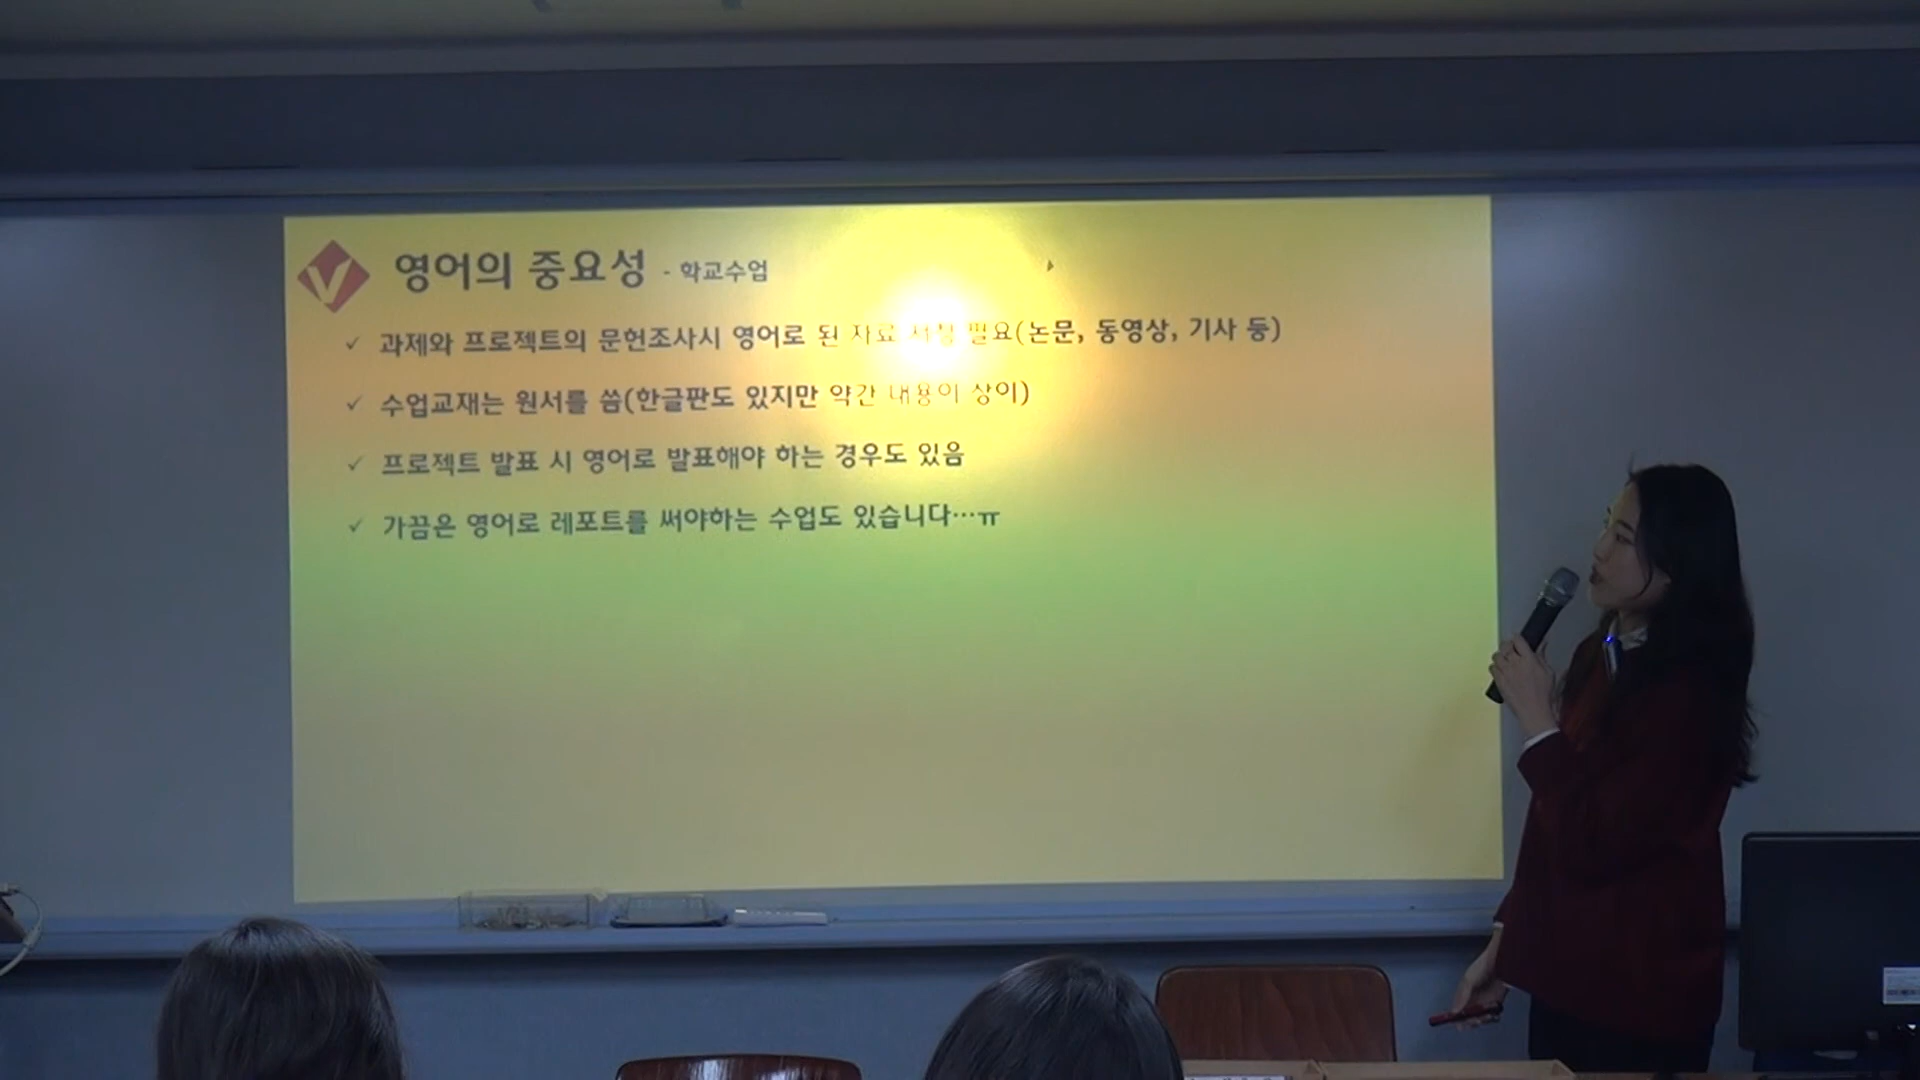 영어의 중요성 - 학교수업
✓ 과제와 프로젝트의 문헌조사시 영어로 된 자료 필요(논문, 동영상, 기사 등)
✓ 수업교재는 원서를 씀(한글판도 있지만 약간 내용이 상이)
✓ 프로젝트 발표 시 영어로 발표해야 하는 경우도 있음
✓ 가끔은 영어로 레포트를 써야하는 수업도 있습니다…ㅠ